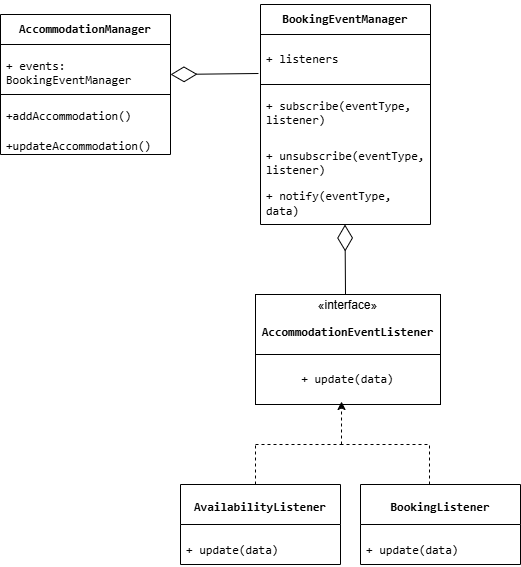 AccommodationManager
+ events:
BookingEventManager
+addAccommodation()
+updateAccommodation()
BookingEventManager
+ listeners
+ subscribe(eventType,
listener)
+ unsubscribe(eventType,
listener)
+ notify(eventType,
data)
«interface»
AccommodationEventListener
+ update(data)
AvailabilityListener
+ update(data)
BookingListener
+ update(data)